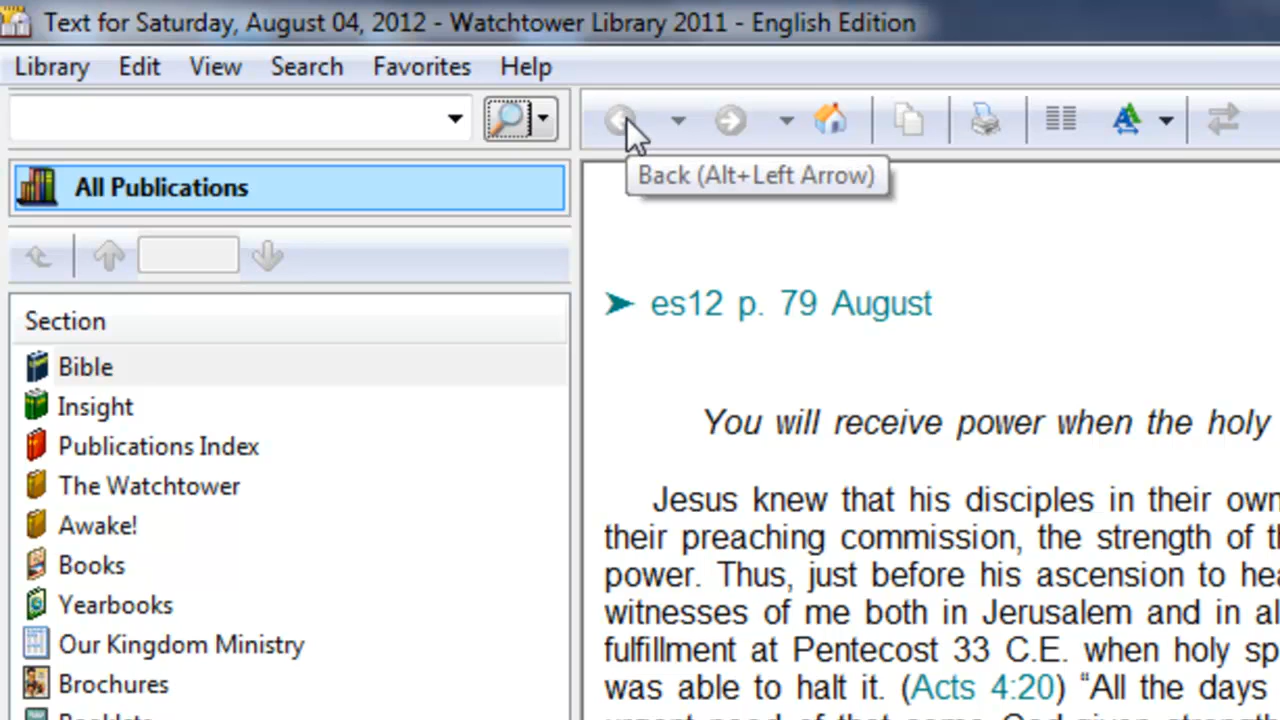 Text for Saturday, August 04, 2012 - Watchtower Library 2011 - English Edition
Library Edit View Search Favorites Help
Back (Alt+Left Arrow)
All Publications
Section
Bible
Insight
Publications Index
The Watchtower
Awake!
Books
Yearbooks
Our Kingdom Ministry
Brochures
es12 p. 79 August
You will receive power when the holy
Jesus knew that his disciples in their own
their preaching commission, the strength of
power. Thus, just before his ascension to
witnesses of me both in Jerusalem and in
fulfillment at Pentecost 33 C.E. when holy
was able to halt it. (Acts 4:20) “All the days